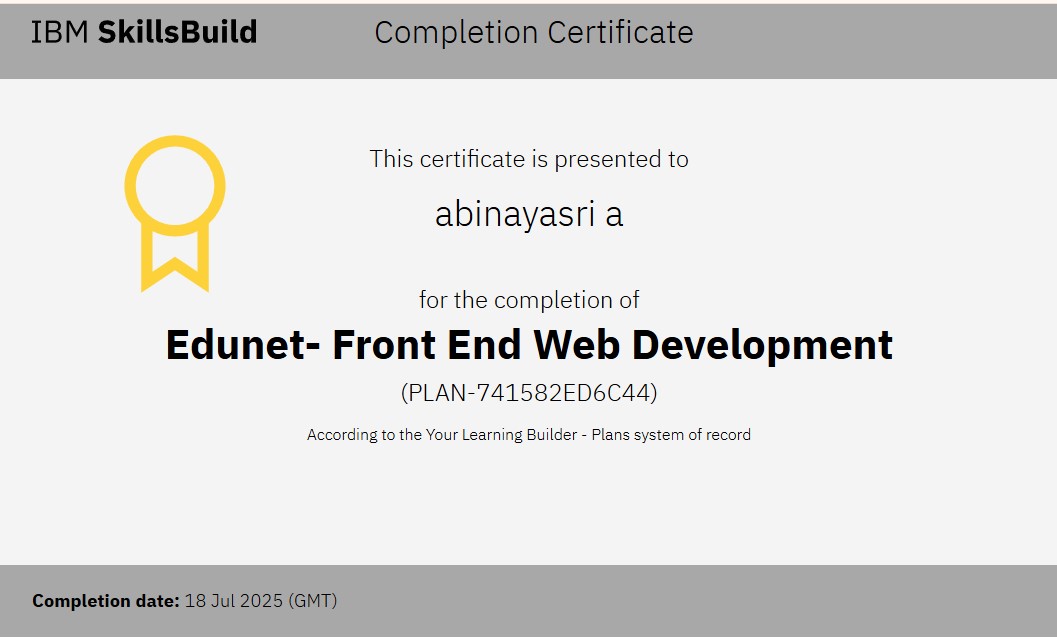 IBM SkillsBuild
Completion Certificate
This certificate is presented to
abinayasri a
for the completion of
Edunet- Front End Web Development
(PLAN-741582ED6C44)
According to the Your Learning Builder - Plans system of record
Completion date: 18 Jul 2025 (GMT)